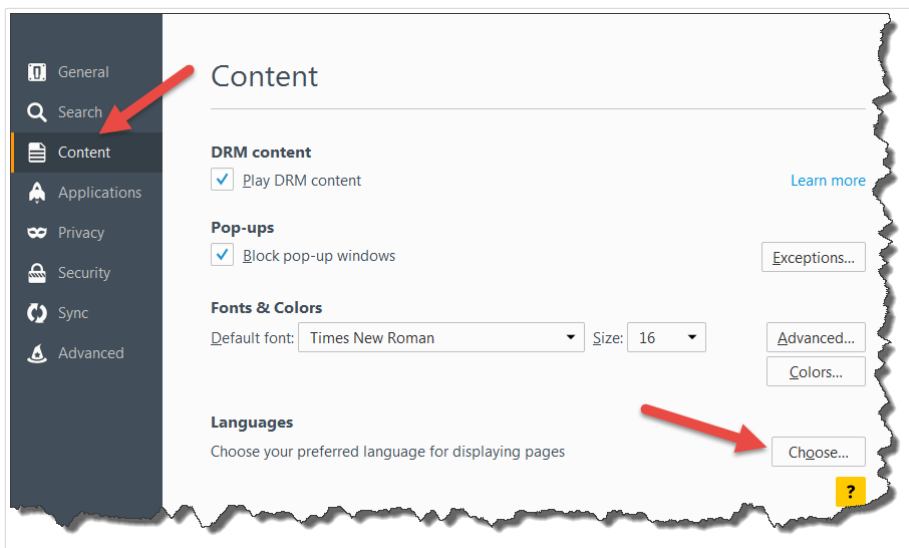 General
Search
Content
Applications
Privacy
Security
Sync
Advanced
Content
DRM content
Play DRM content
Learn more
Pop-ups
Block pop-up windows
Exceptions...
Fonts & Colors
Default font: Times New Roman Size: 16 Advanced...
Colors...
Languages
Choose your preferred language for displaying pages Choose...
?